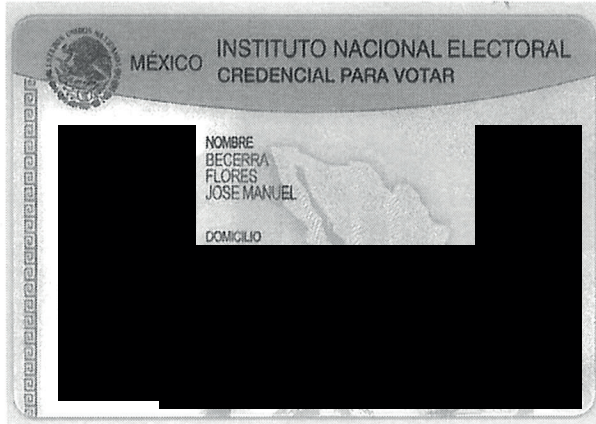 MÉXICO
INSTITUTO NACIONAL ELECTORAL
CREDENCIAL PARA VOTAR
NOMBRE
BECERRA
FLORES
JOSE MANUEL
DOMICILIO